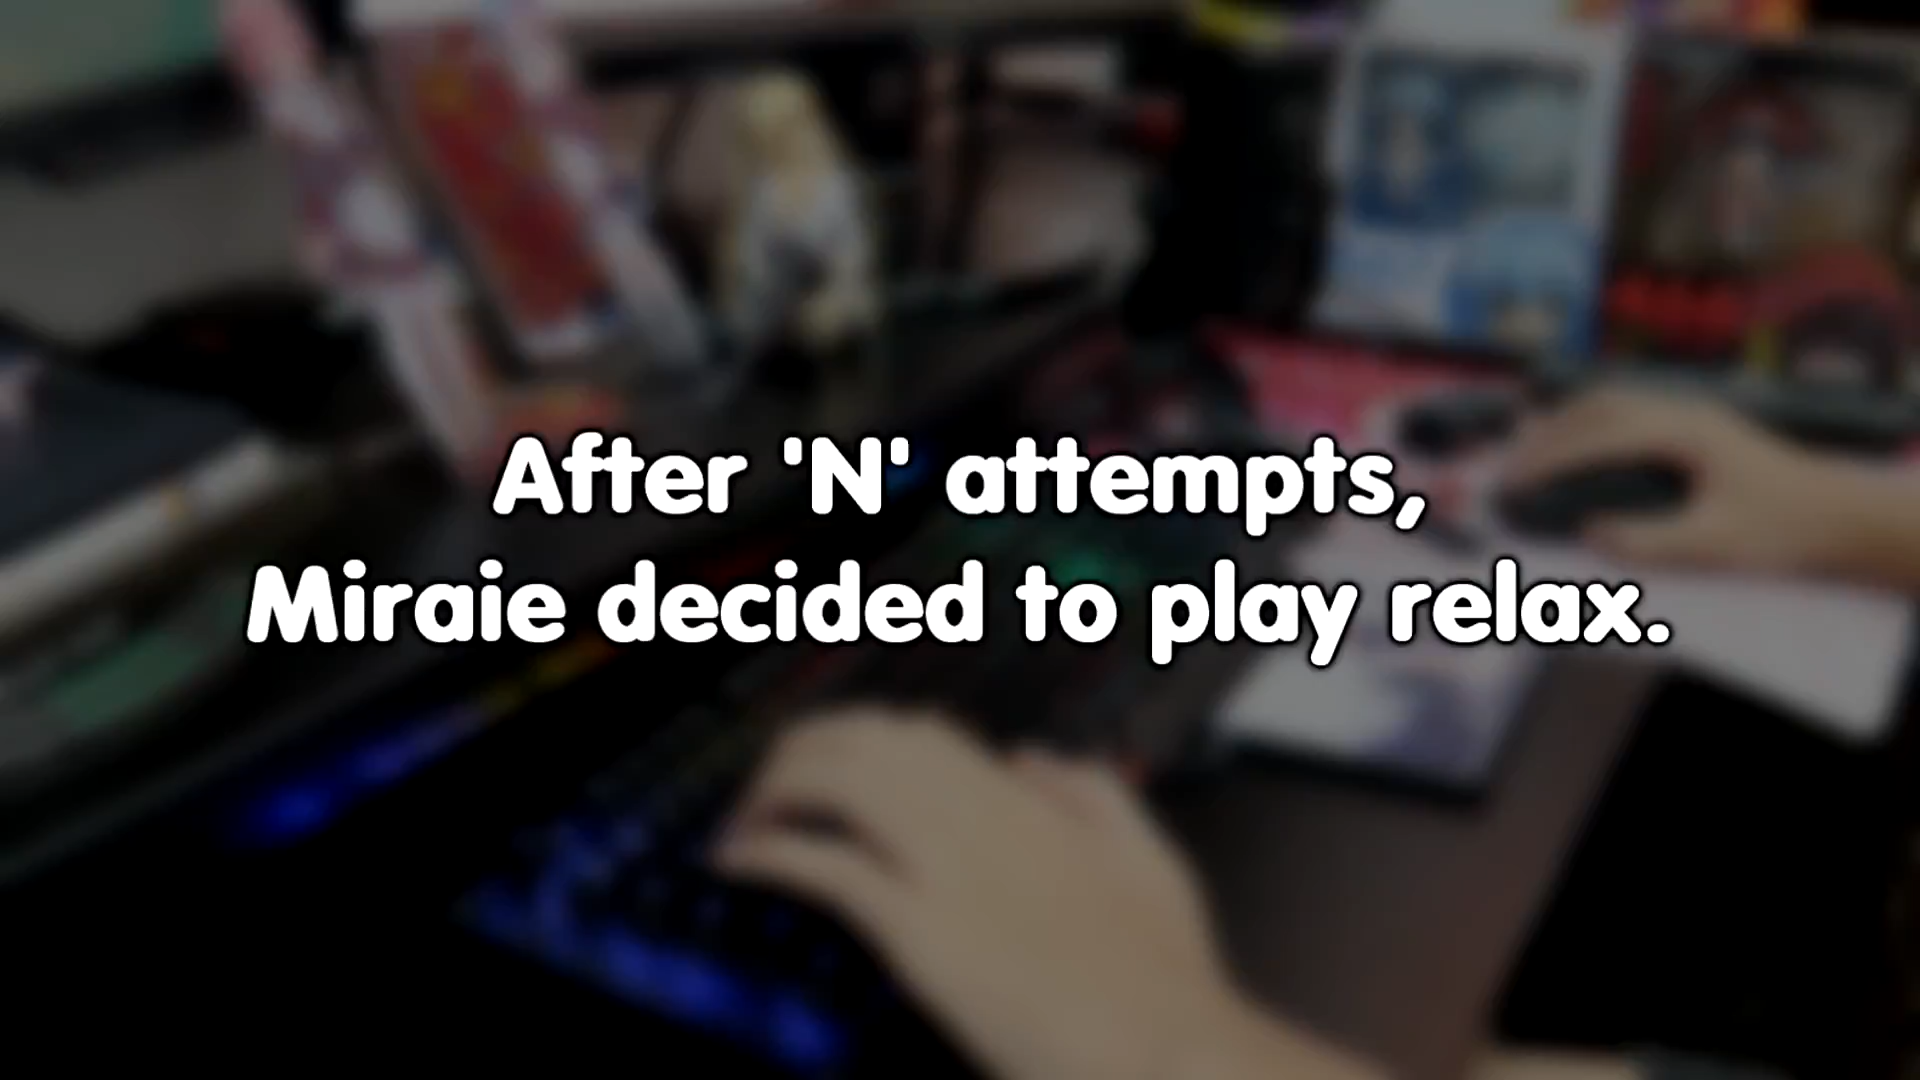 After 'N' attempts,
Miraie decided to play relax.